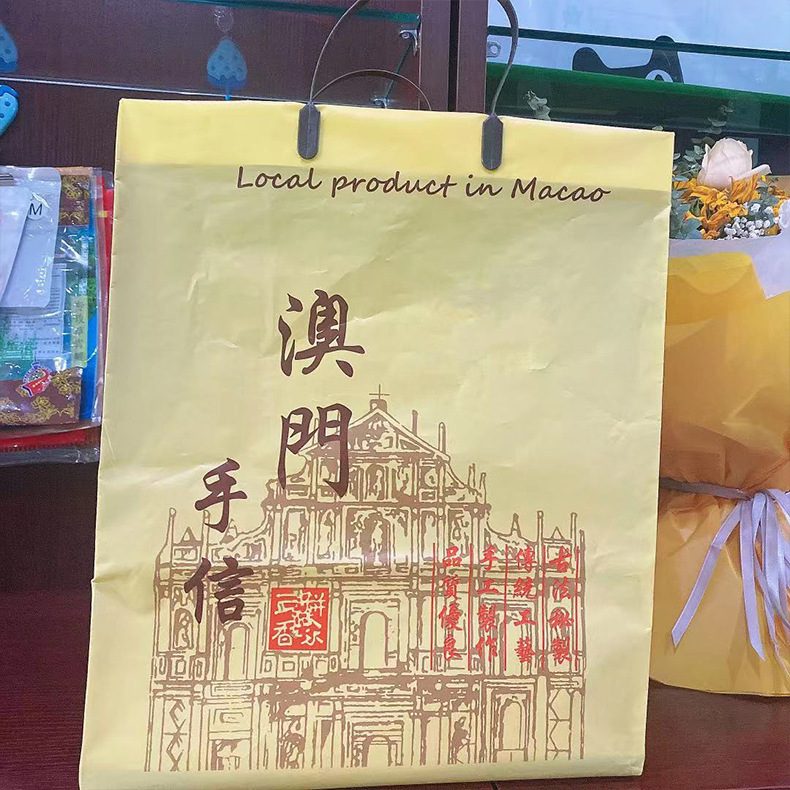 Local product in Macao
澳門
手信
古法秘製
傳統工藝
手工製作
品質優良
M